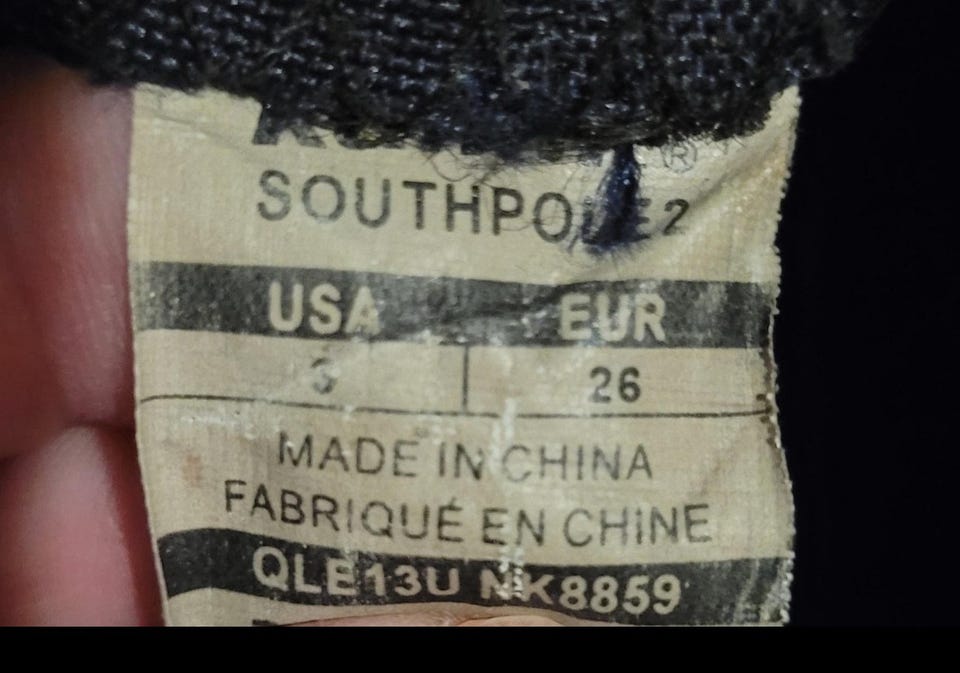 ®
SOUTHPOLE2
USA EUR
26
MADE IN CHINA
FABRIQUÉ EN CHINE
QLE13U NK8859